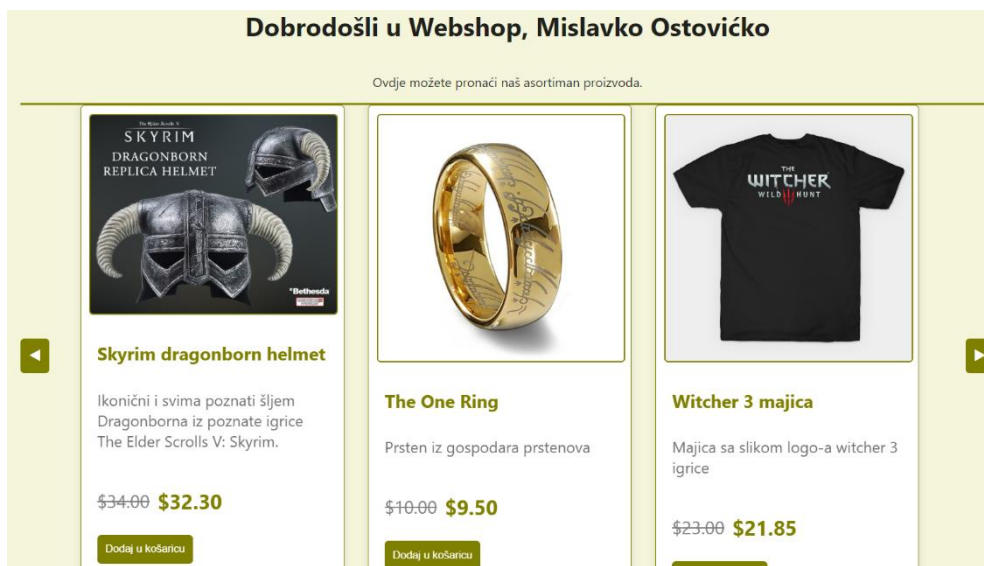 Dobrodošli u Webshop, Mislavko Ostovićko
Ovdje možete pronaći naš asortiman proizvoda.
The Elder Scrolls V
SKYRIM
DRAGONBORN
REPLICA HELMET
Bethesda
Skyrim dragonborn helmet
Ikonični i svima poznati šljem
Dragonborna iz poznate igrice
The Elder Scrolls V: Skyrim.
$34.00 $32.30
Dodaj u košaricu
The One Ring
Prsten iz gospodara prstenova
$10.00 $9.50
Dodaj u košaricu
THE
WITCHER
WILD HUNT
Witcher 3 majica
Majica sa slikom logo-a witcher 3
igrice
$23.00 $21.85